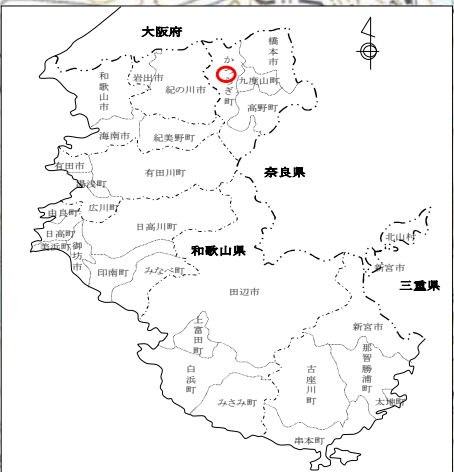 大阪府
橋本市
和歌山市
岩出市
紀の川市
かつらぎ町
九度山町
高野町
海南市
紀美野町
有田市
有田川町
奈良県
湯浅町
広川町
由良町
日高川町
日高町
美浜町
御坊市
和歌山県
北山村
新宮市
三重県
印南町
みなべ町
田辺市
新宮市
上富田町
那智勝浦町
白浜町
古座川町
すさみ町
太地町
串本町